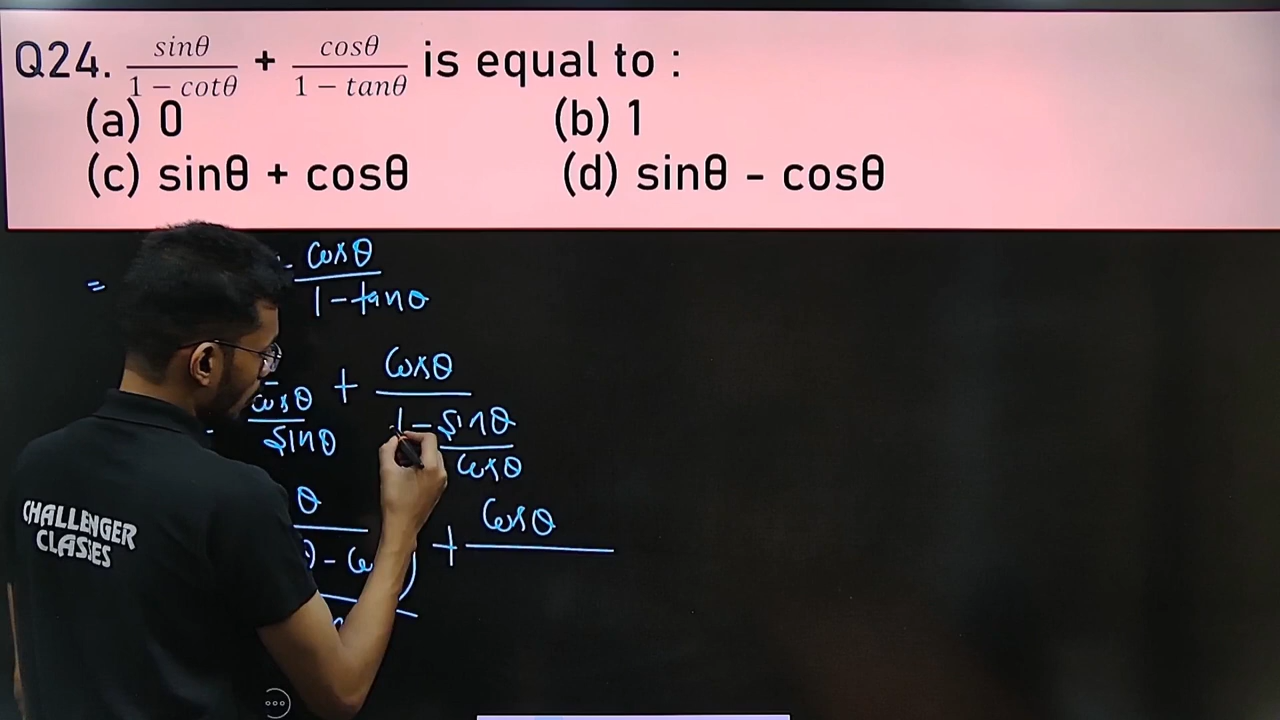 Q24. sinθ/1 − cotθ + cosθ/1 − tanθ is equal to :
(a) 0 (b) 1
(c) sinθ + cosθ (d) sinθ - cosθ
= cosθ/1 - tanθ
cosθ/sinθ + cosθ/1 - sinθ/cosθ
θ + cosθ
CHALLENGER
CLASSES